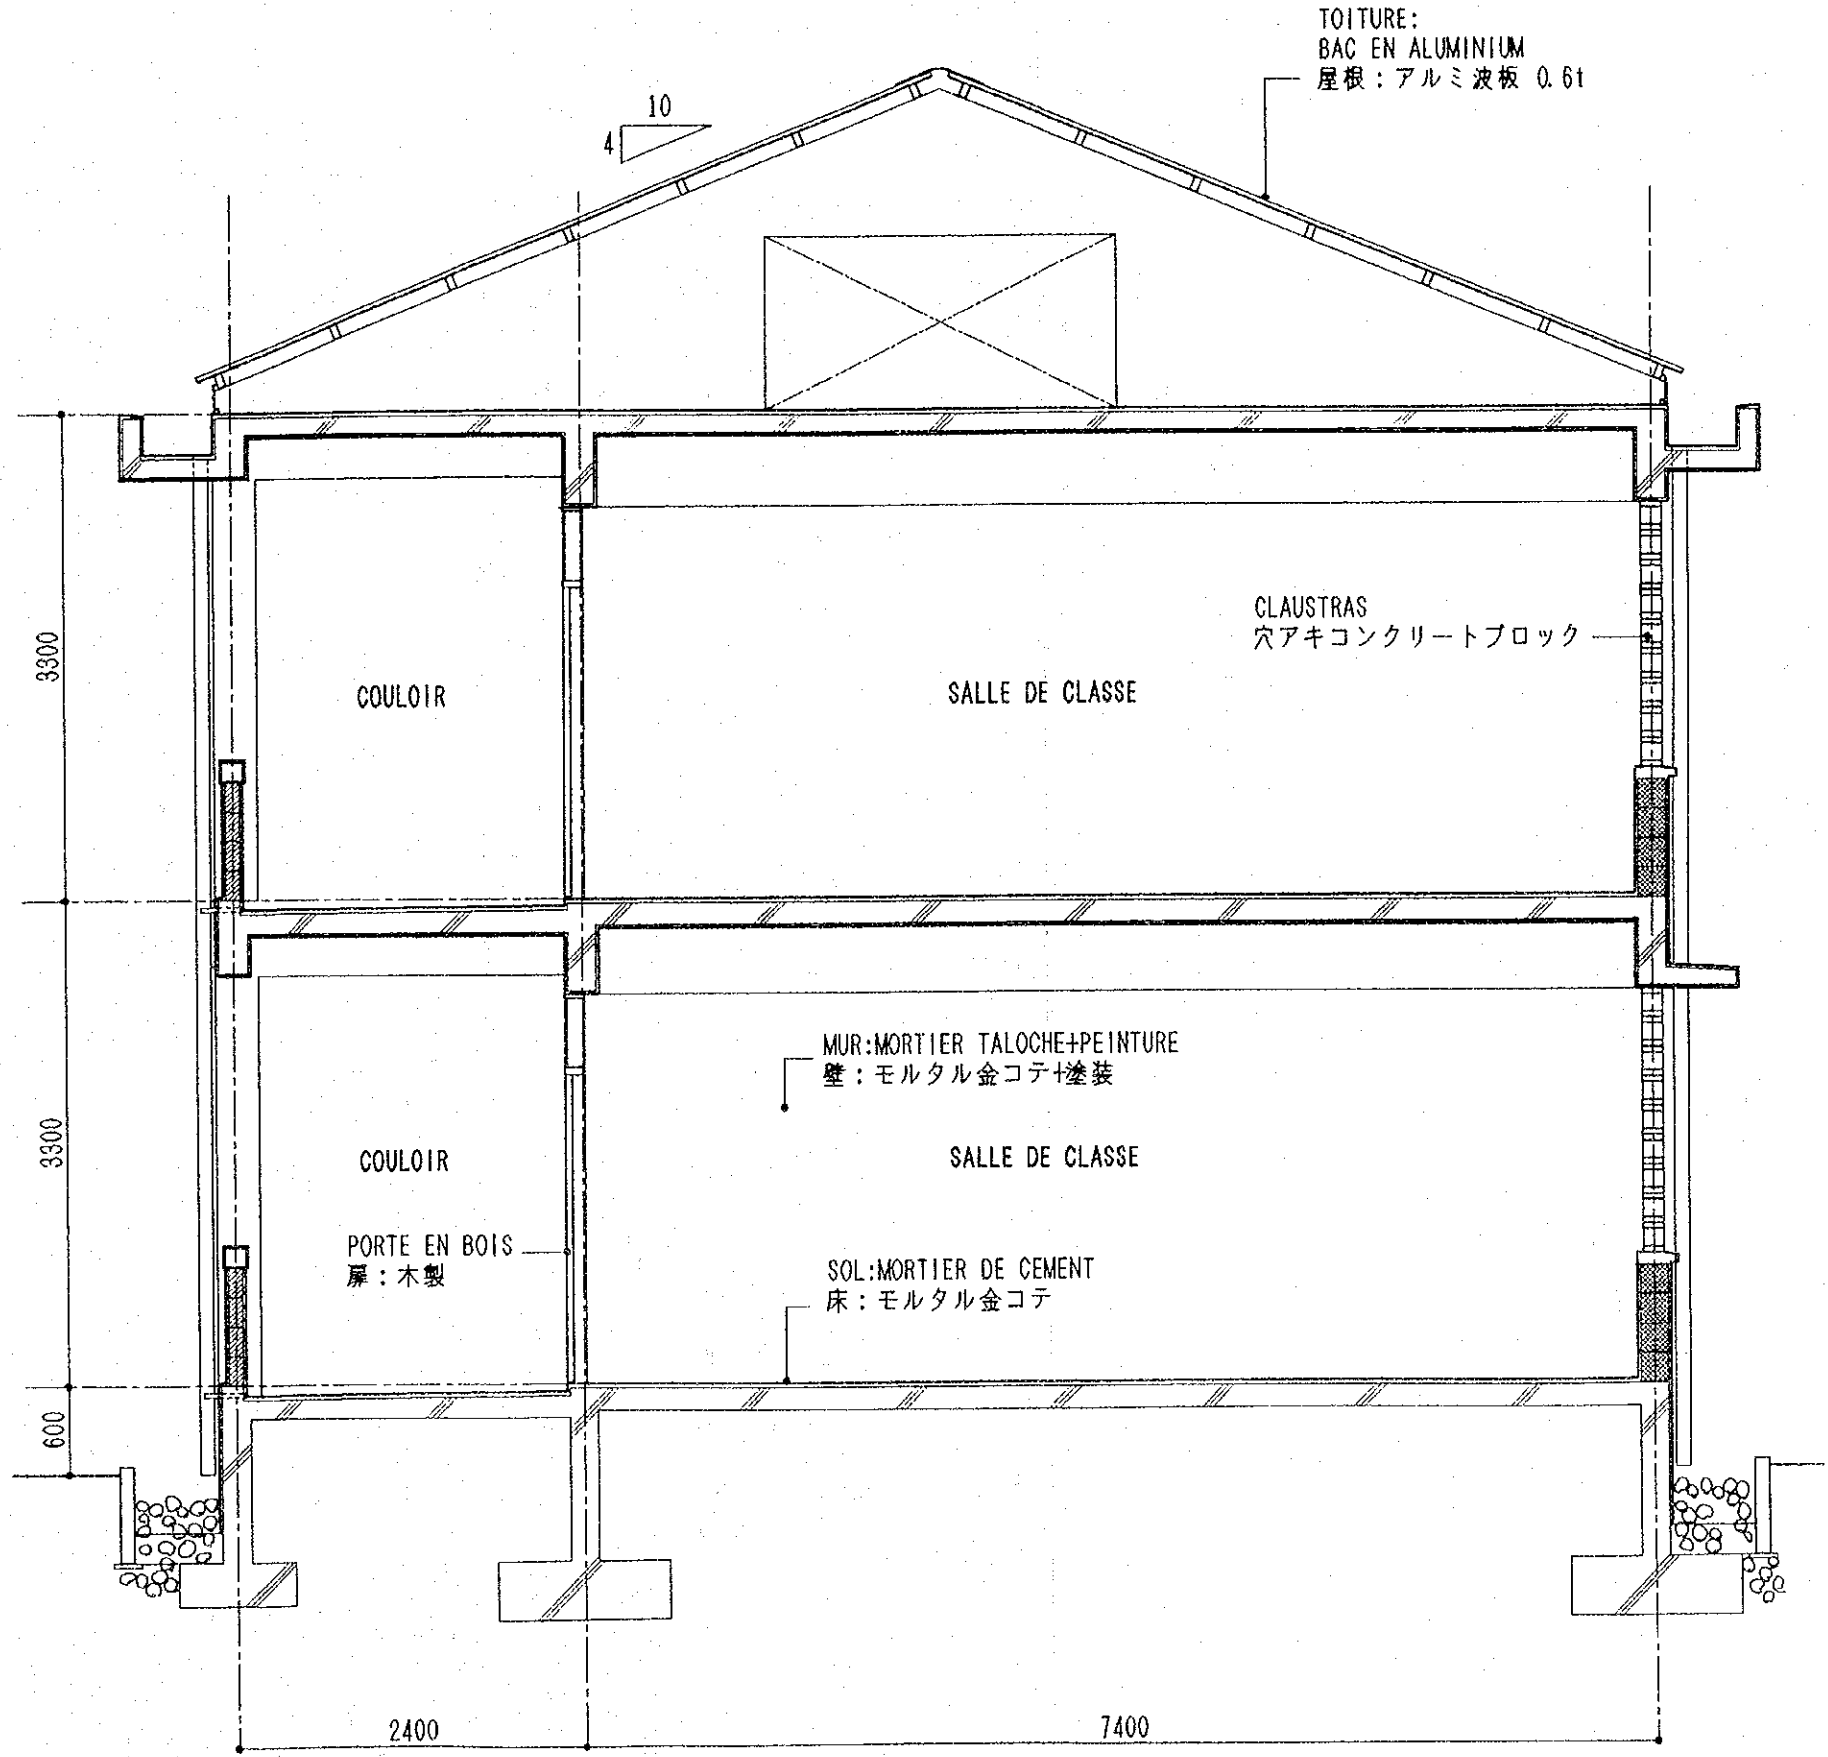 TOITURE:
BAC EN ALUMINIUM
屋根：アルミ波板 0.6t
10
4
CLAUSTRAS
穴アキコンクリートブロック
3300
COULOIR
SALLE DE CLASSE
MUR:MORTIER TALOCHE+PEINTURE
壁：モルタル金コテ+塗装
3300
COULOIR
SALLE DE CLASSE
PORTE EN BOIS
扉：木製
SOL:MORTIER DE CEMENT
床：モルタル金コテ
600
2400
7400